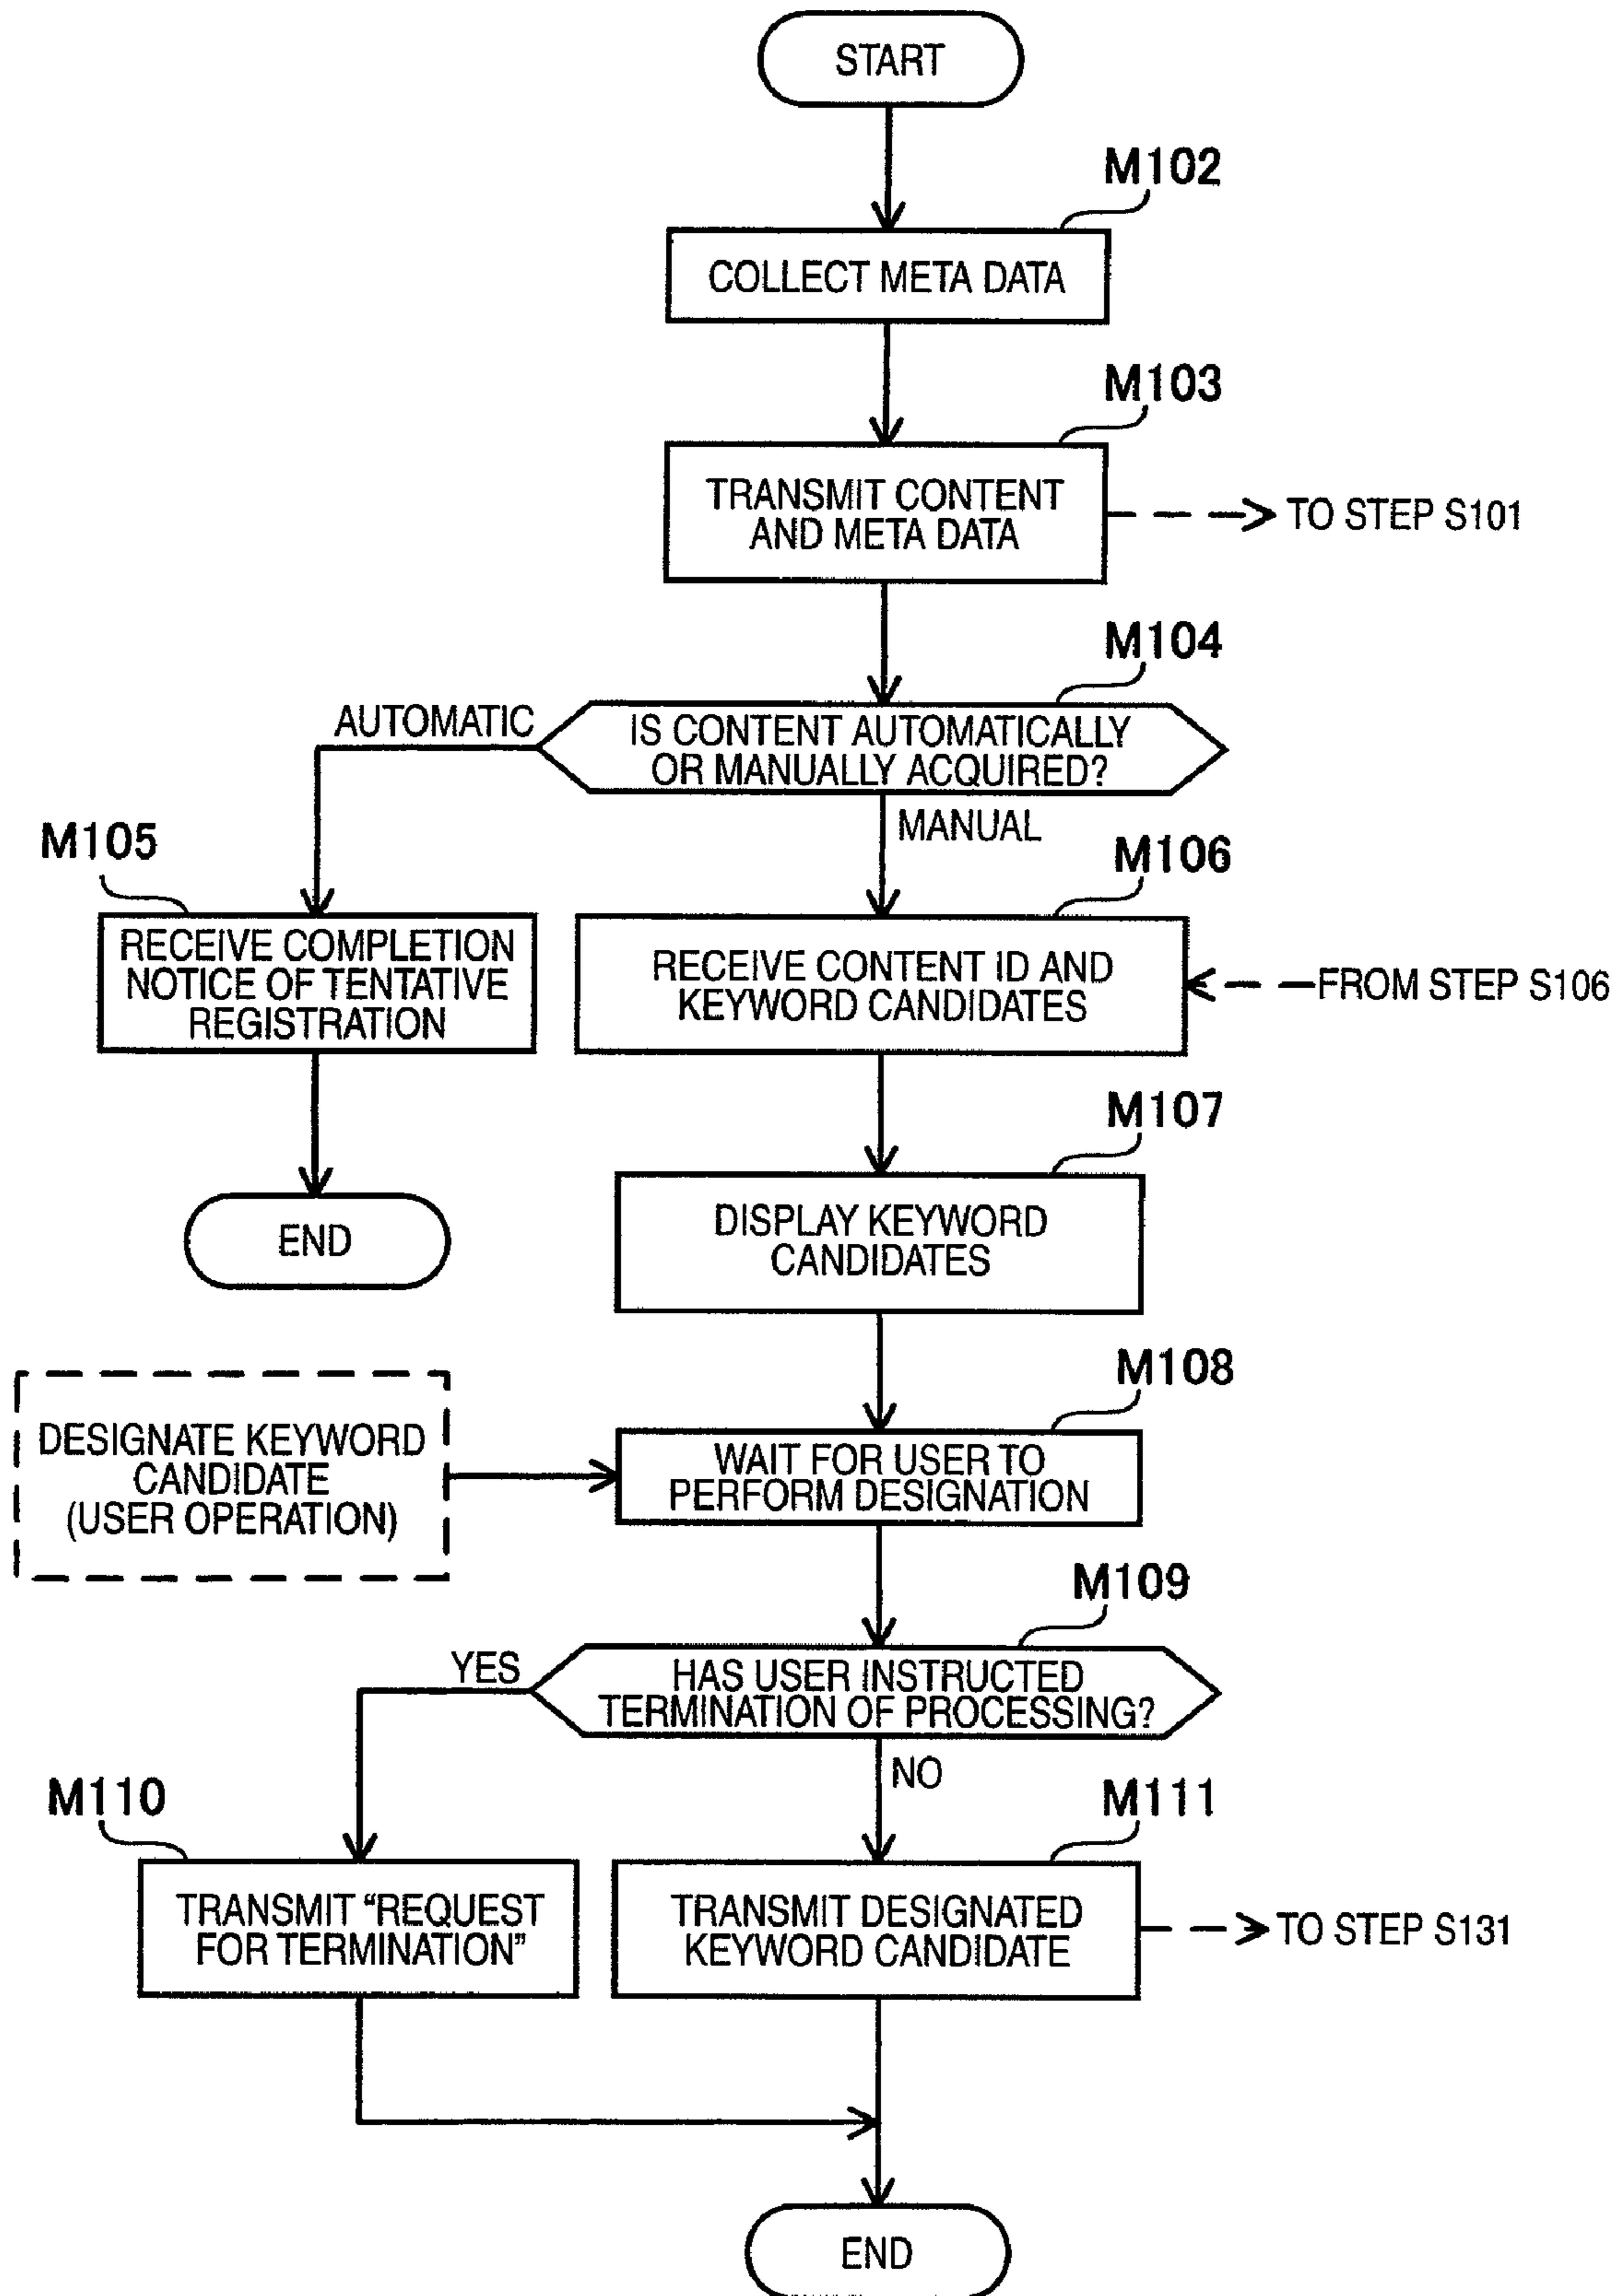 START
M102
COLLECT META DATA
M103
TRANSMIT CONTENT
AND META DATA
TO STEP S101
M104
AUTOMATIC
IS CONTENT AUTOMATICALLY
OR MANUALLY ACQUIRED?
MANUAL
M105
RECEIVE COMPLETION
NOTICE OF TENTATIVE
REGISTRATION
END
M106
RECEIVE CONTENT ID AND
KEYWORD CANDIDATES
FROM STEP S106
M107
DISPLAY KEYWORD
CANDIDATES
DESIGNATE KEYWORD
CANDIDATE
(USER OPERATION)
M108
WAIT FOR USER TO
PERFORM DESIGNATION
M109
YES
HAS USER INSTRUCTED
TERMINATION OF PROCESSING?
NO
M110
TRANSMIT “REQUEST
FOR TERMINATION”
M111
TRANSMIT DESIGNATED
KEYWORD CANDIDATE
TO STEP S131
END